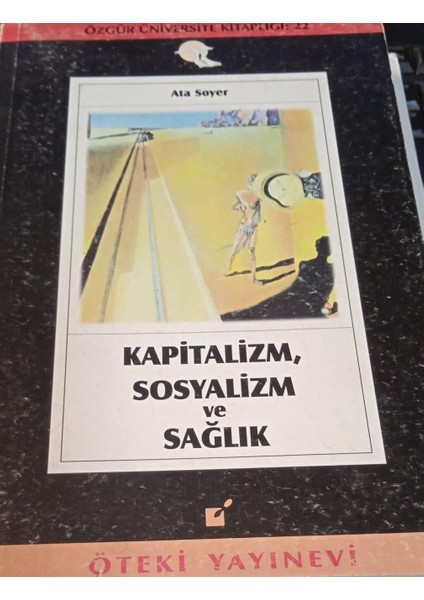 ÖZGÜR ÜNİVERSİTE KİTAPLIĞI: 22
Ata Soyer
KAPİTALİZM,
SOSYALİZM
ve
SAĞLIK
ÖTEKİ YAYINEVİ